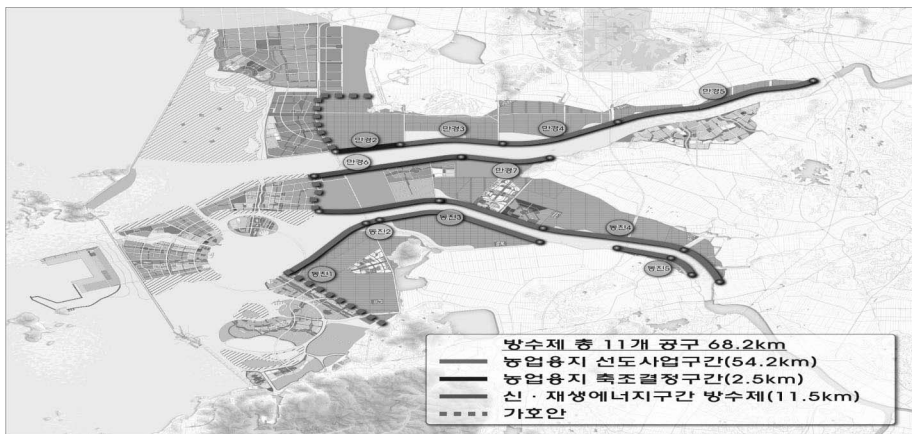 만경5
만경4
만경3
만경2
만경6
만경7
동진3
동진2
동진4
동진5
동진1
방수제 총 11개 공구 68.2km
농업용지 선도사업구간(54.2km)
농업용지 축조결정구간(2.5km)
신 · 재생에너지구간 방수제(11.5km)
가호안